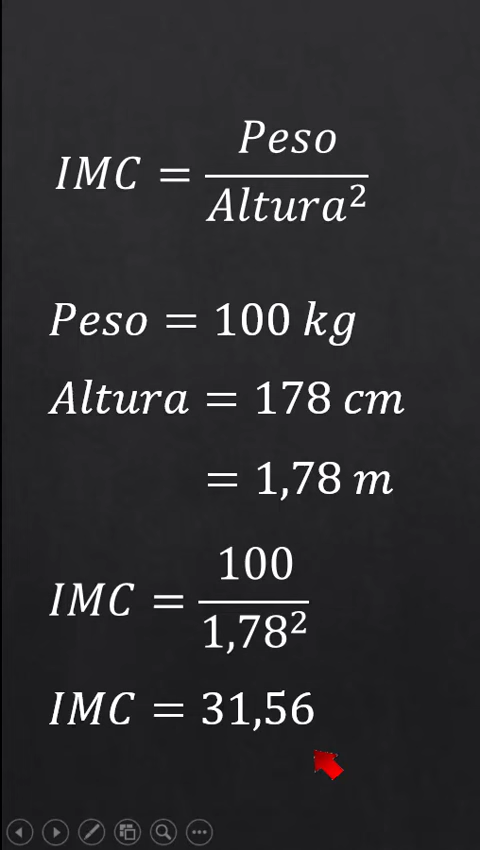 IMC = Peso / Altura²
Peso = 100 kg
Altura = 178 cm
= 1,78 m
IMC = 100 / 1,78²
IMC = 31,56